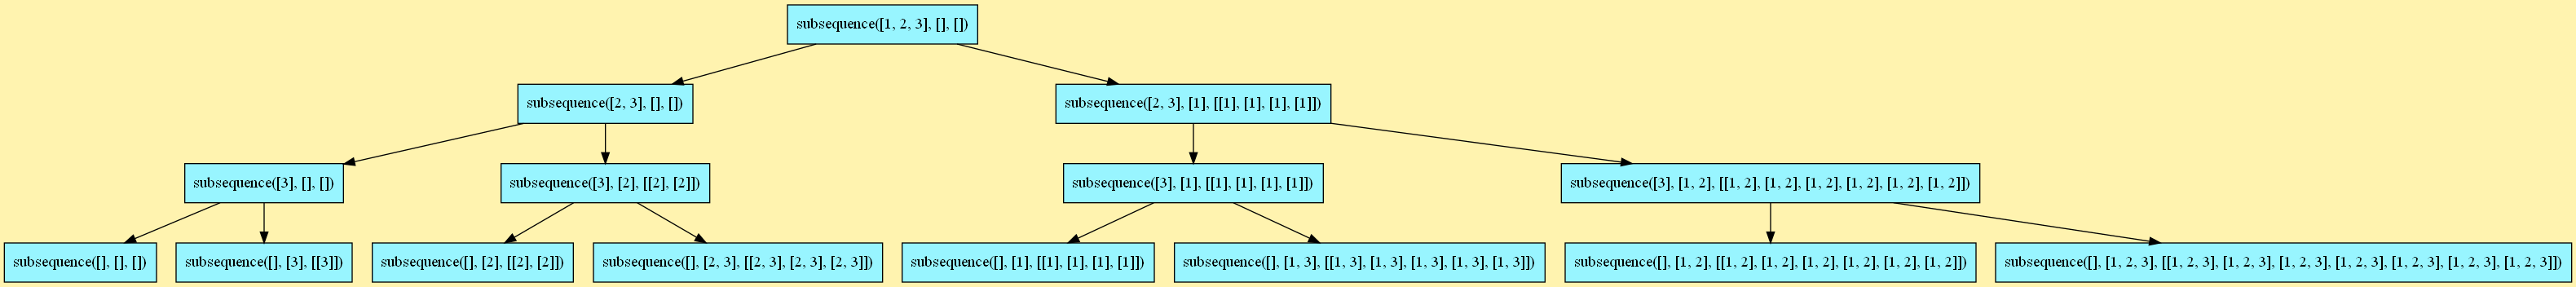 subsequence([1, 2, 3], [], [])
subsequence([2, 3], [], [])
subsequence([2, 3], [1], [[1], [1], [1], [1]])
subsequence([3], [], [])
subsequence([3], [2], [[2], [2]])
subsequence([3], [1], [[1], [1], [1], [1]])
subsequence([3], [1, 2], [[1, 2], [1, 2], [1, 2], [1, 2], [1, 2], [1, 2]])
subsequence([], [], [])
subsequence([], [3], [[3]])
subsequence([], [2], [[2], [2]])
subsequence([], [2, 3], [[2, 3], [2, 3], [2, 3]])
subsequence([], [1], [[1], [1], [1], [1]])
subsequence([], [1, 3], [[1, 3], [1, 3], [1, 3], [1, 3], [1, 3]])
subsequence([], [1, 2], [[1, 2], [1, 2], [1, 2], [1, 2], [1, 2], [1, 2]])
subsequence([], [1, 2, 3], [[1, 2, 3], [1, 2, 3], [1, 2, 3], [1, 2, 3], [1, 2, 3], [1, 2, 3], [1, 2, 3]])